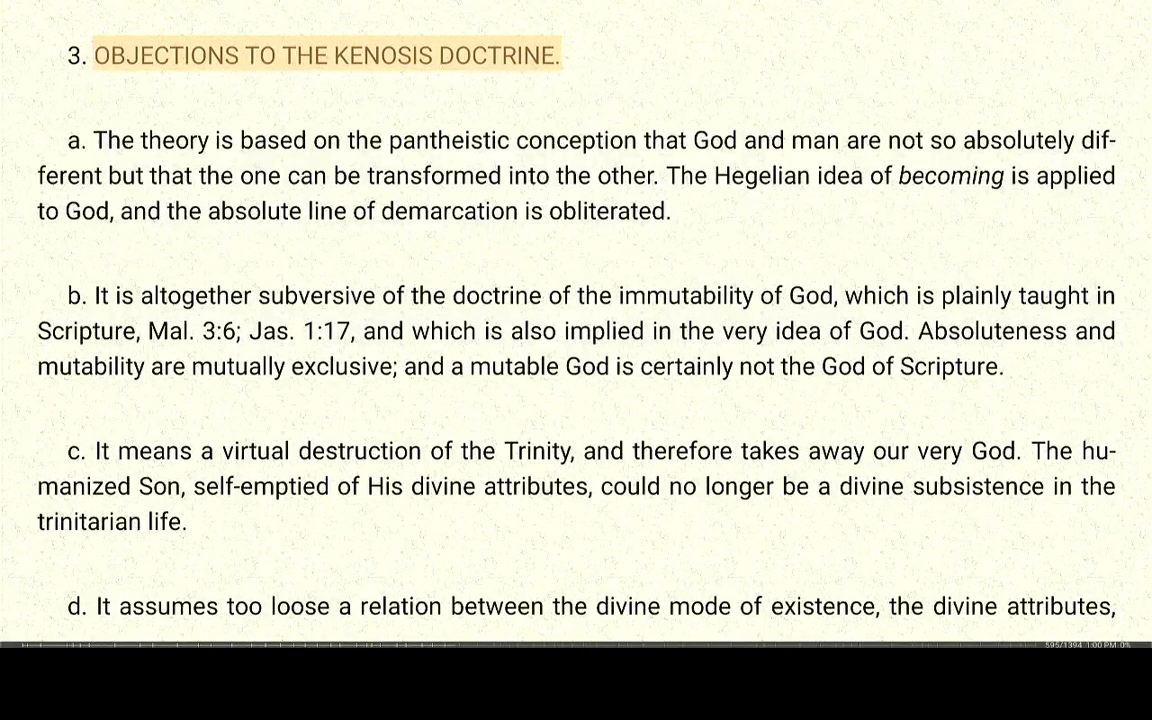 3. OBJECTIONS TO THE KENOSIS DOCTRINE.
a. The theory is based on the pantheistic conception that God and man are not so absolutely dif-
ferent but that the one can be transformed into the other. The Hegelian idea of becoming is applied
to God, and the absolute line of demarcation is obliterated.
b. It is altogether subversive of the doctrine of the immutability of God, which is plainly taught in
Scripture, Mal. 3:6; Jas. 1:17, and which is also implied in the very idea of God. Absoluteness and
mutability are mutually exclusive; and a mutable God is certainly not the God of Scripture.
c. It means a virtual destruction of the Trinity, and therefore takes away our very God. The hu-
manized Son, self-emptied of His divine attributes, could no longer be a divine subsistence in the
trinitarian life.
d. It assumes too loose a relation between the divine mode of existence, the divine attributes,
595/1394 1:00 PM 0%